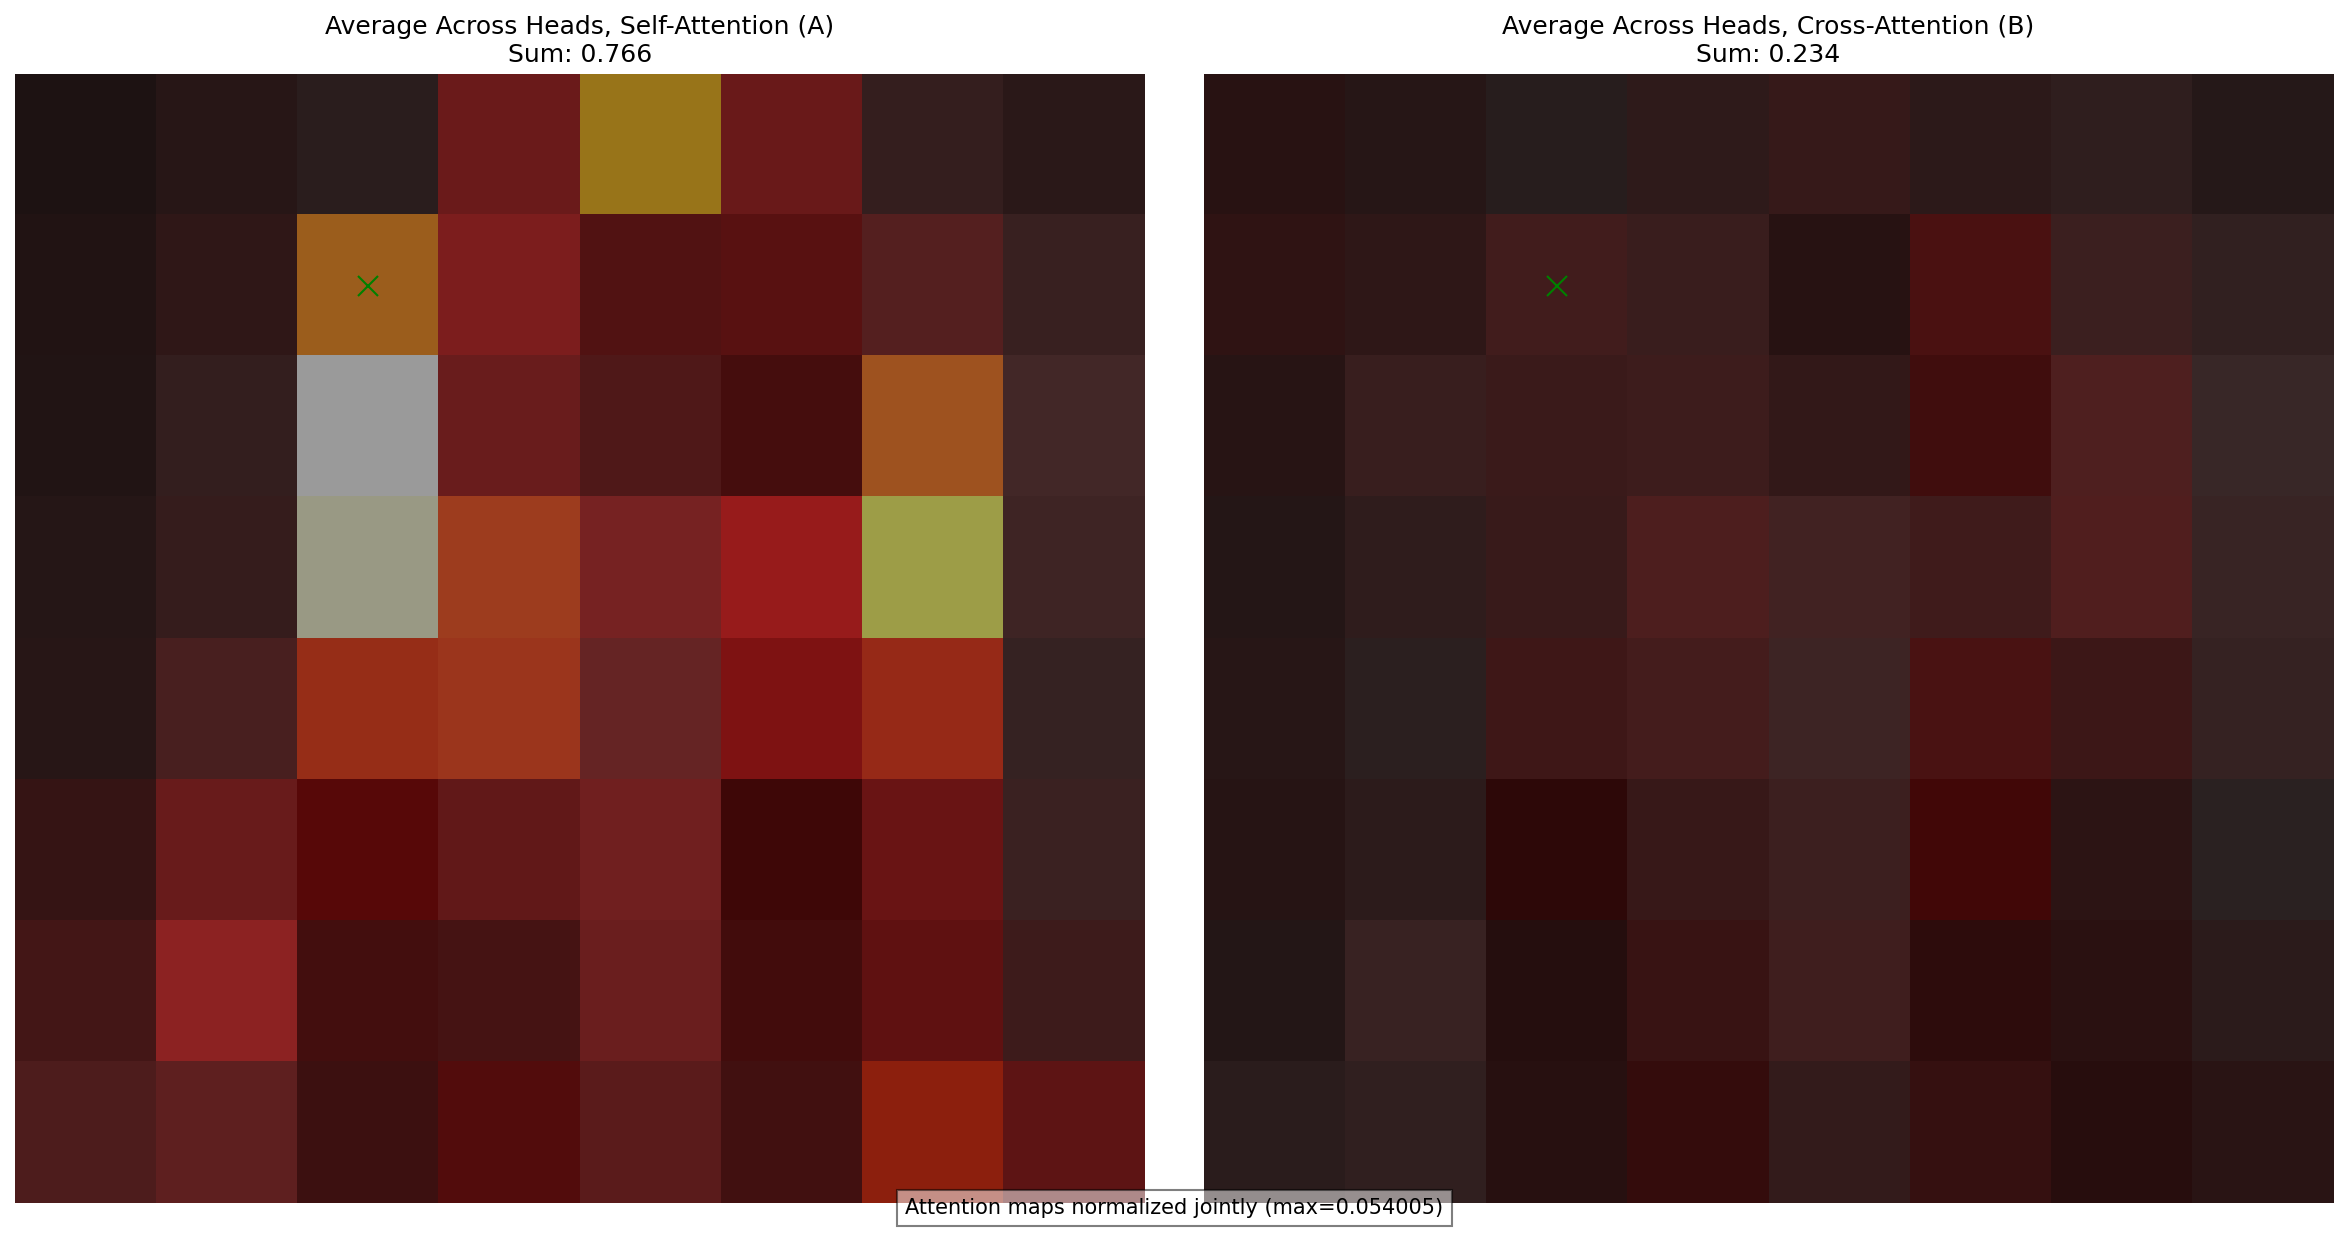 Average Across Heads, Self-Attention (A)
Sum: 0.766
Average Across Heads, Cross-Attention (B)
Sum: 0.234
Attention maps normalized jointly (max=0.054005)